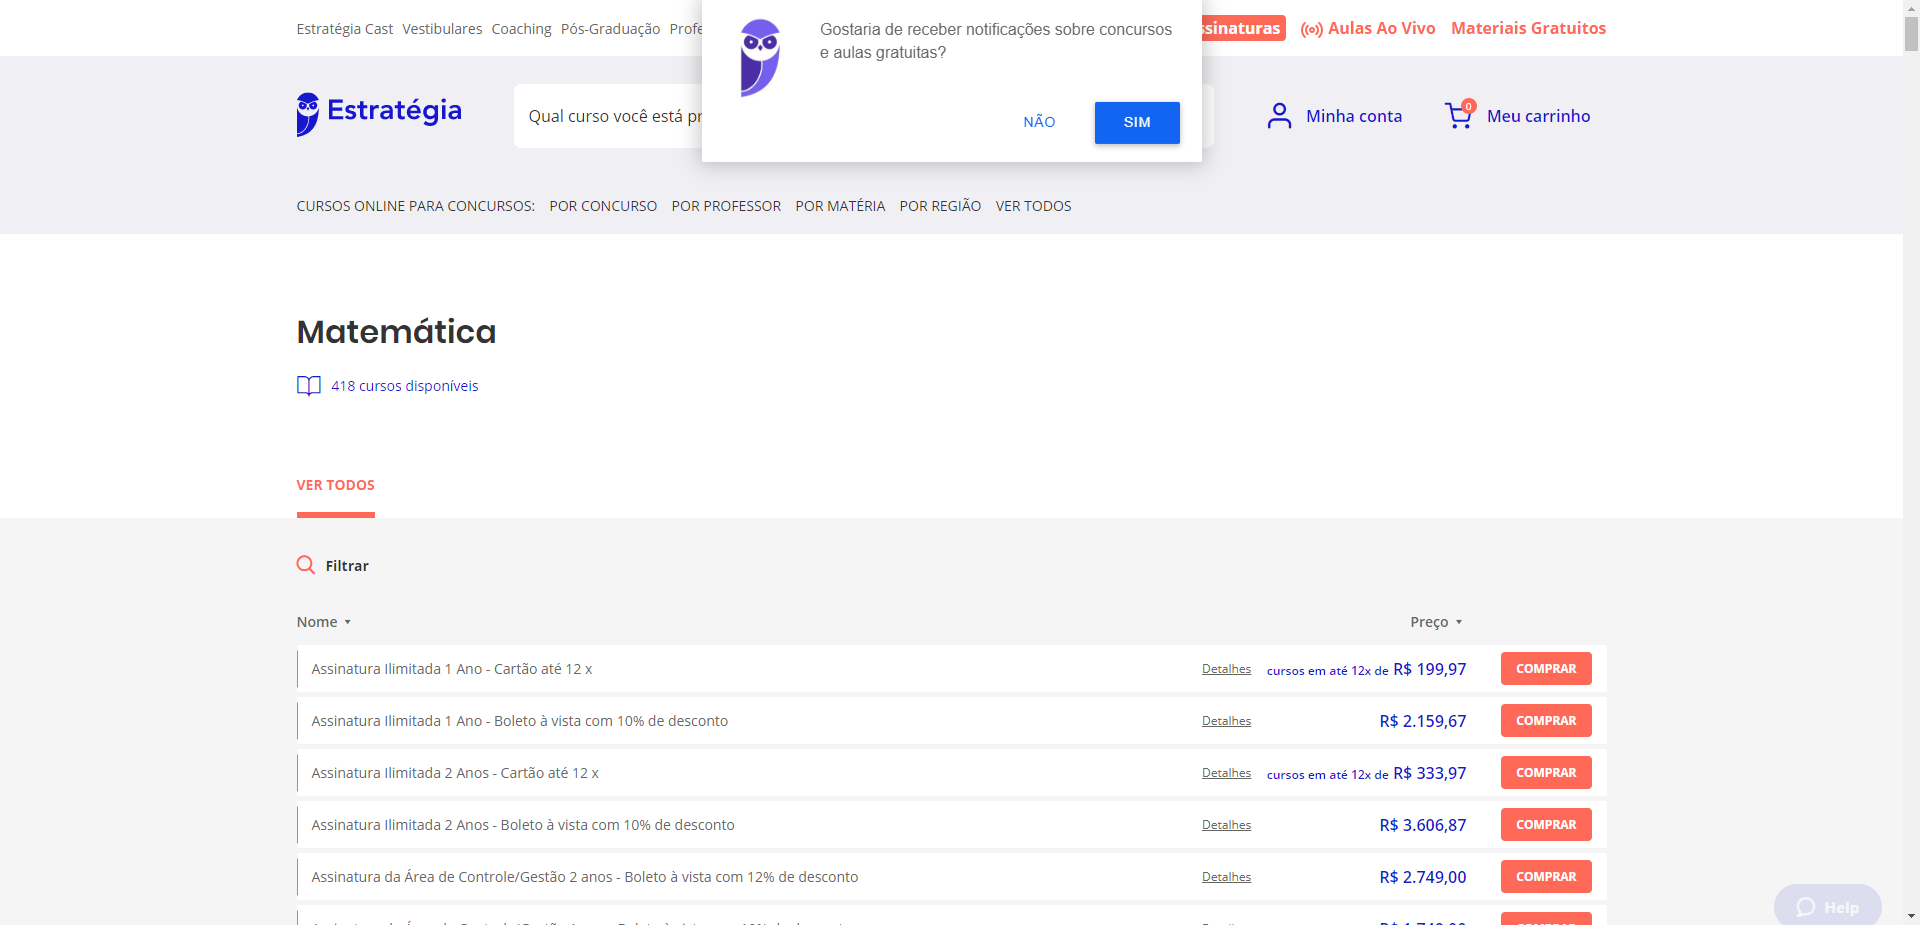 Estratégia Cast Vestibulares Coaching Pós-Graduação
Aulas Ao Vivo Materiais Gratuitos
Gostaria de receber notificações sobre concursos
e aulas gratuitas?
NÃO SIM
Estratégia
Qual curso você está
Minha conta
0
Meu carrinho
CURSOS ONLINE PARA CONCURSOS: POR CONCURSO POR PROFESSOR POR MATÉRIA POR REGIÃO VER TODOS
Matemática
418 cursos disponíveis
VER TODOS
Filtrar
Nome Preço
Assinatura Ilimitada 1 Ano - Cartão até 12 x Detalhes cursos em até 12x de R$ 199,97 COMPRAR
Assinatura Ilimitada 1 Ano - Boleto à vista com 10% de desconto Detalhes R$ 2.159,67 COMPRAR
Assinatura Ilimitada 2 Anos - Cartão até 12 x Detalhes cursos em até 12x de R$ 333,97 COMPRAR
Assinatura Ilimitada 2 Anos - Boleto à vista com 10% de desconto Detalhes R$ 3.606,87 COMPRAR
Assinatura da Área de Controle/Gestão 2 anos - Boleto à vista com 12% de desconto Detalhes R$ 2.749,00 COMPRAR
Help